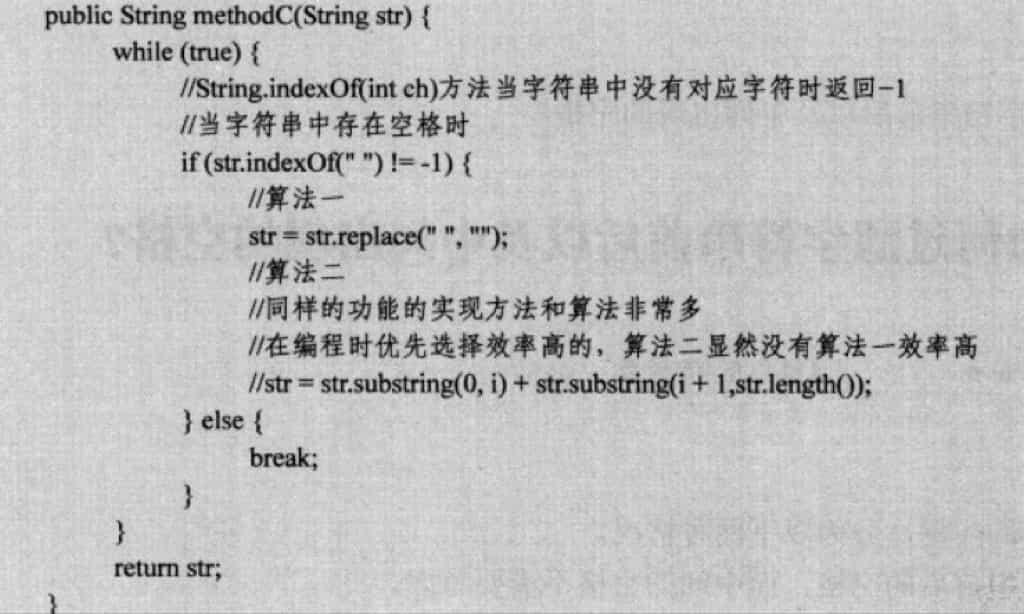 public String methodC(String str) {
while (true) {
//String.indexOf(int ch)方法当字符串中没有对应字符时返回-1
//当字符串中存在空格时
if (str.indexOf(" ") != -1) {
//算法一
str = str.replace(" ", "");
//算法二
//同样的功能的实现方法和算法非常多
//在编程时优先选择效率高的，算法二显然没有算法一效率高
//str = str.substring(0, i) + str.substring(i + 1,str.length());
} else {
break;
}
}
return str;
}